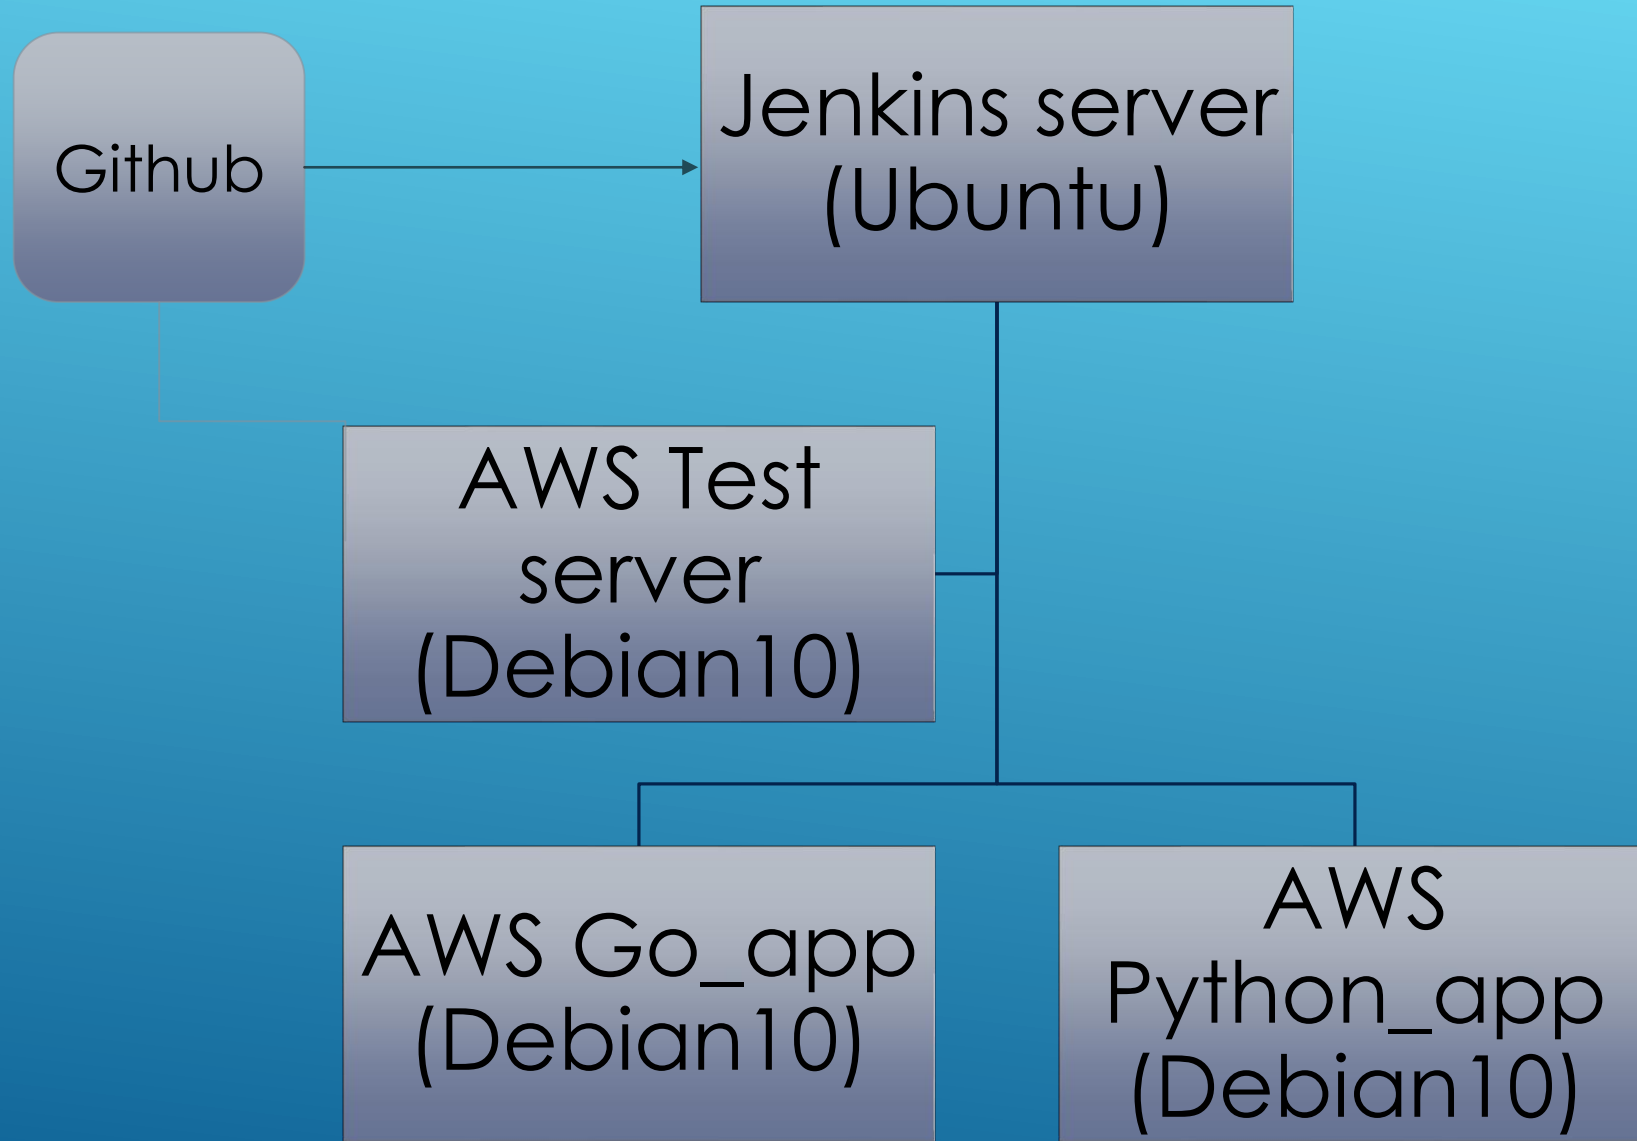 Github
Jenkins server
(Ubuntu)
AWS Test
server
(Debian10)
AWS Go_app
(Debian10)
AWS
Python_app
(Debian10)